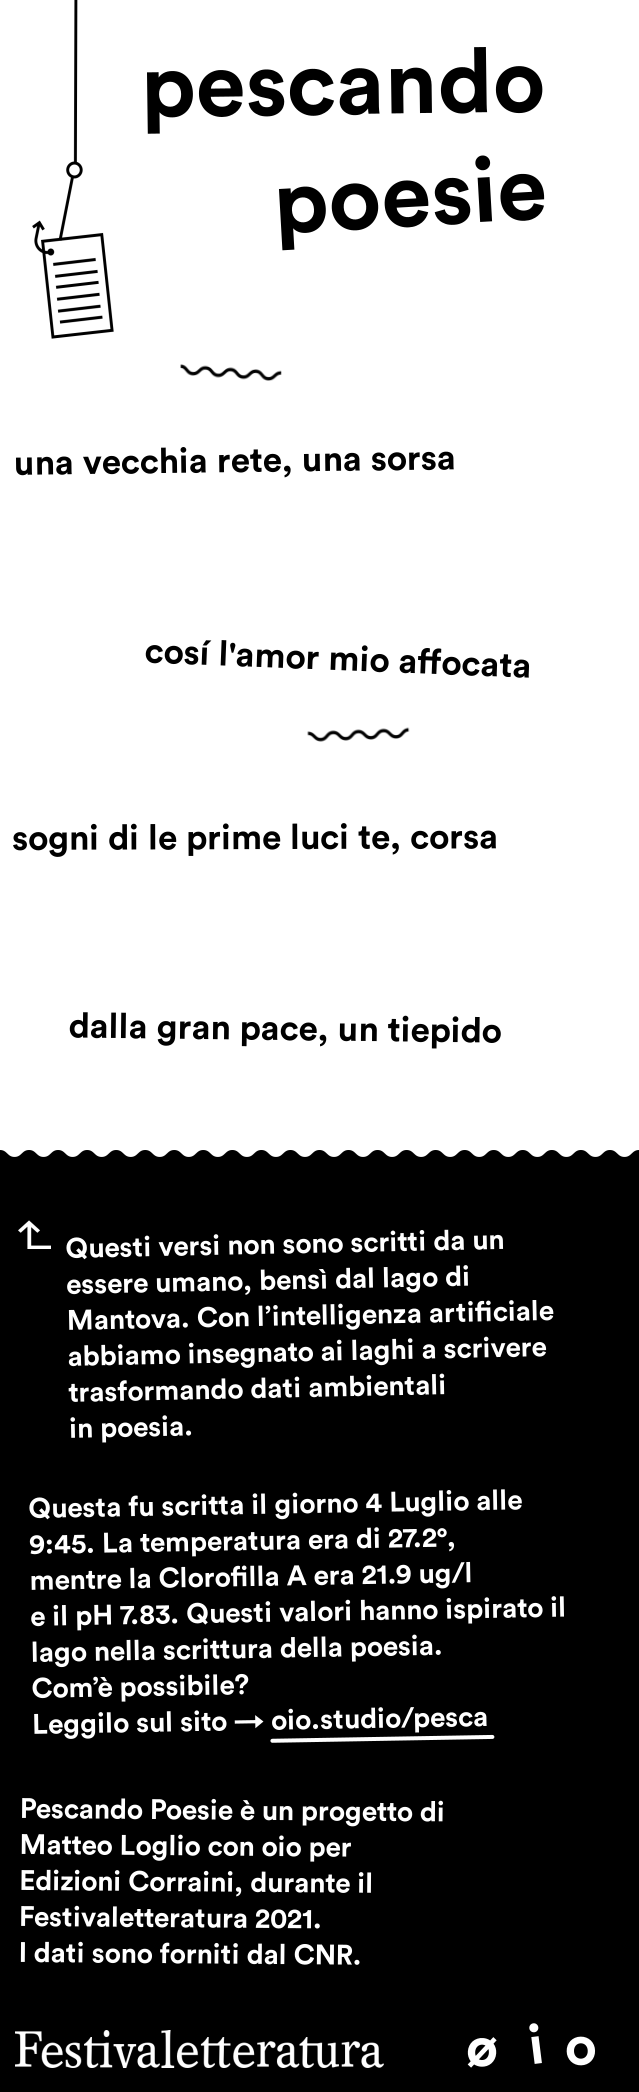 pescando
poesie
una vecchia rete, una sorsa
cosí l'amor mio affocata
sogni di le prime luci te, corsa
dalla gran pace, un tiepido
Questi versi non sono scritti da un
essere umano, bensì dal lago di
Mantova. Con l’intelligenza artificiale
abbiamo insegnato ai laghi a scrivere
trasformando dati ambientali
in poesia.
Questa fu scritta il giorno 4 Luglio alle
9:45. La temperatura era di 27.2°,
mentre la Clorofilla A era 21.9 ug/l
e il pH 7.83. Questi valori hanno ispirato il
lago nella scrittura della poesia.
Com’è possibile?
Leggilo sul sito → oio.studio/pesca
Pescando Poesie è un progetto di
Matteo Loglio con oio per
Edizioni Corraini, durante il
Festivaletteratura 2021.
I dati sono forniti dal CNR.
Festivaletteratura ø i o